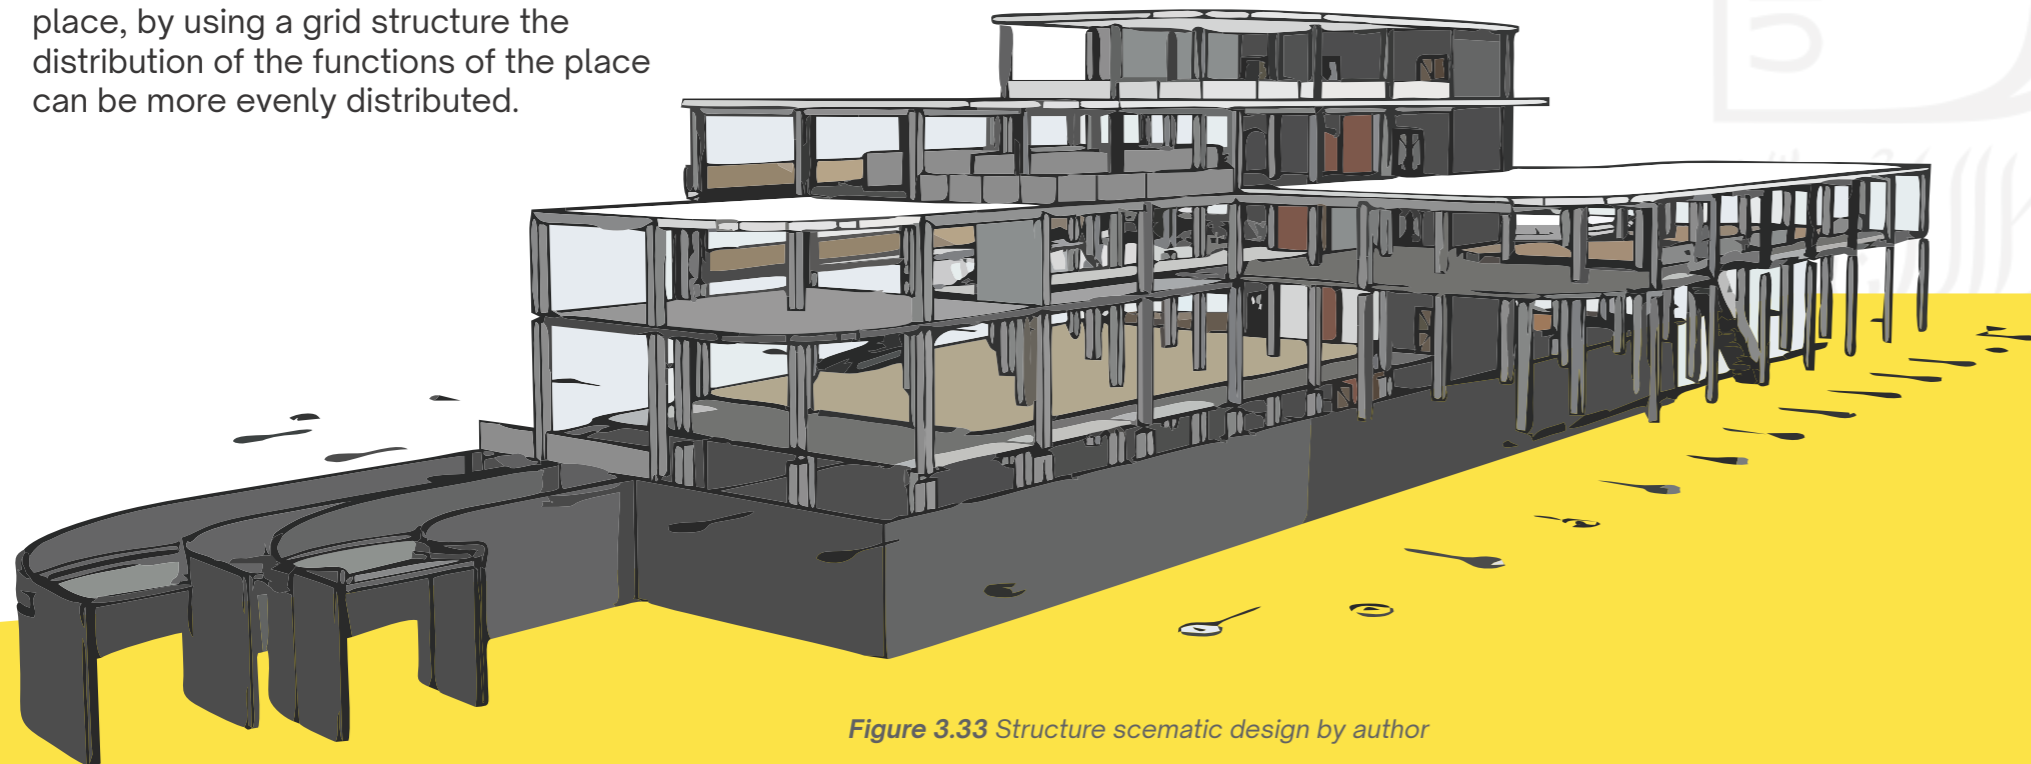 place, by using a grid structure the
distribution of the functions of the place
can be more evenly distributed.
Figure 3.33 Structure scematic design by author